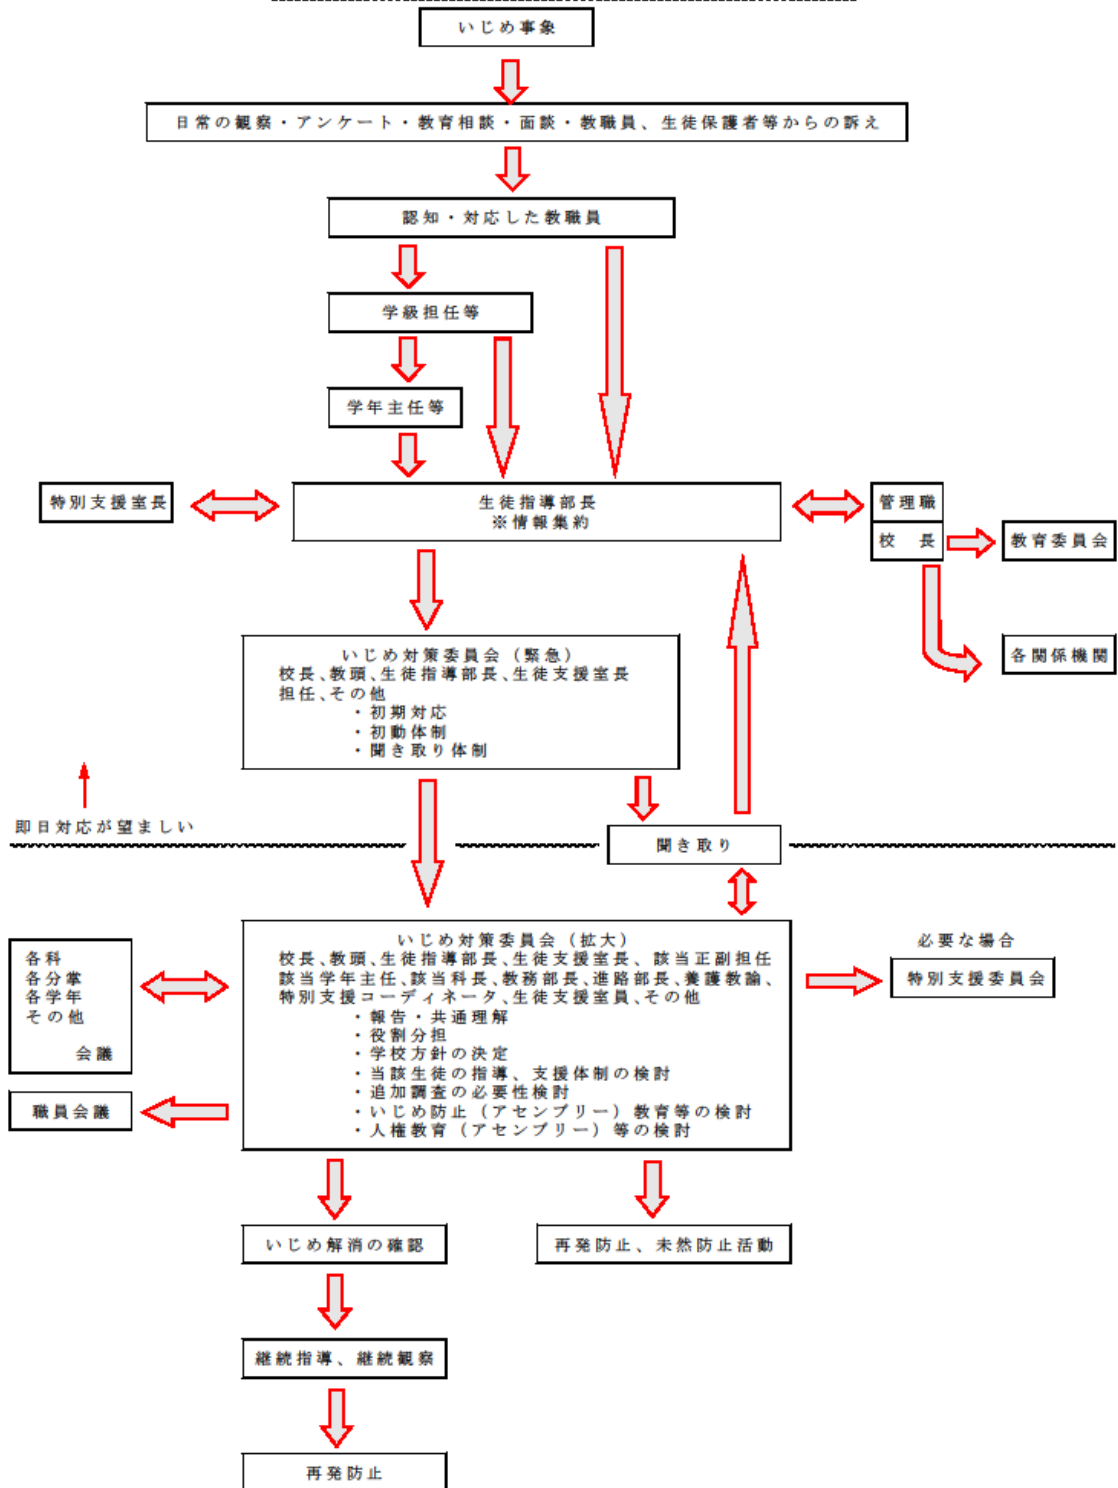 いじめ事象
日常の観察・アンケート・教育相談・面談・教職員、生徒保護者等からの訴え
認知・対応した教職員
学級担任等
学年主任等
特別支援室長
生徒指導部長
※情報集約
管理職
校　長
教育委員会
各関係機関
いじめ対策委員会（緊急）
校長、教頭、生徒指導部長、生徒支援室長
担任、その他
・初期対応
・初動体制
・聞き取り体制
即日対応が望ましい
聞き取り
各科
各分掌
各学年
その他
会議
職員会議
いじめ対策委員会（拡大）
校長、教頭、生徒指導部長、生徒支援室長、該当正副担任
該当学年主任、該当科長、教務部長、進路部長、養護教諭、
特別支援コーディネータ、生徒支援室員、その他
・報告・共通理解
・役割分担
・学校方針の決定
・当該生徒の指導、支援体制の検討
・追加調査の必要性検討
・いじめ防止（アセンブリー）教育等の検討
・人権教育（アセンブリー）等の検討
必要な場合
特別支援委員会
いじめ解消の確認
再発防止、未然防止活動
継続指導、継続観察
再発防止